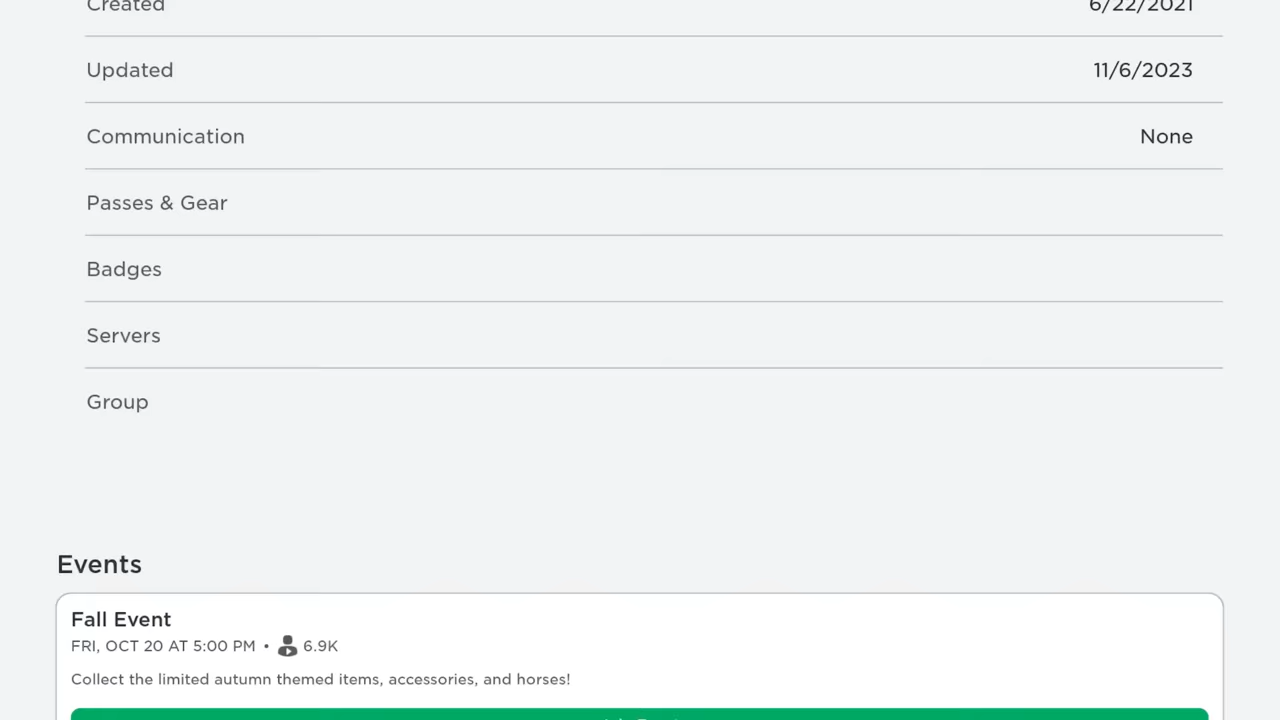 Created 6/22/2021
Updated 11/6/2023
Communication None
Passes & Gear
Badges
Servers
Group
Events
Fall Event
FRI, OCT 20 AT 5:00 PM • 6.9K
Collect the limited autumn themed items, accessories, and horses!